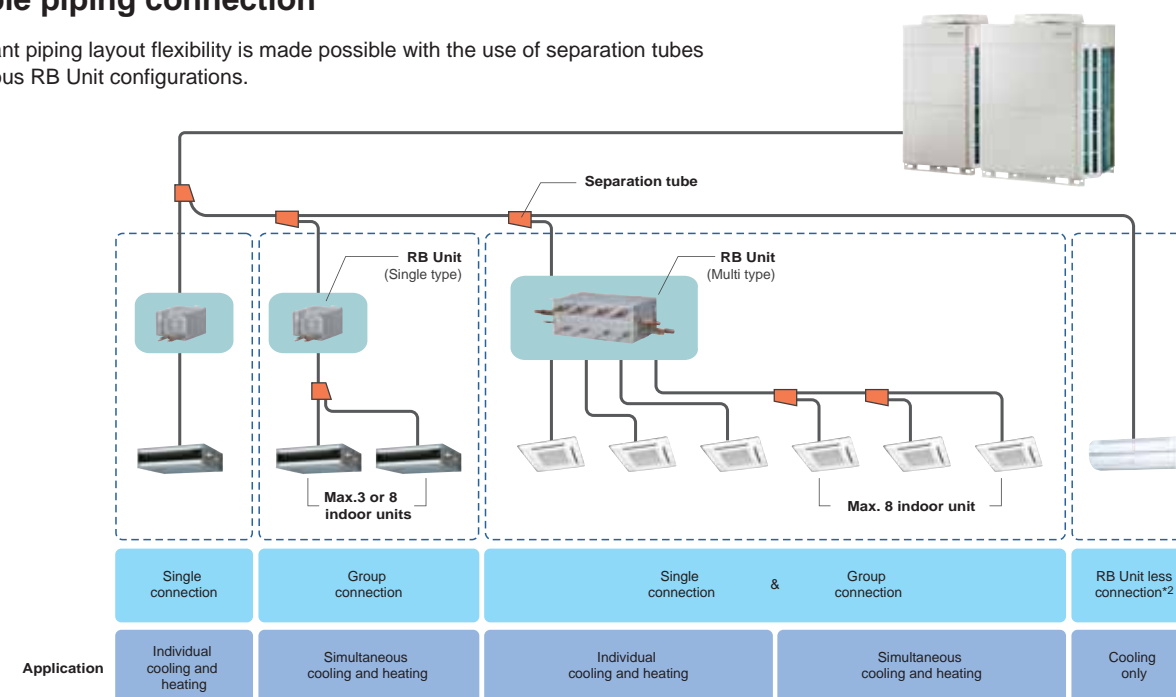 piping connection
piping layout flexibility is made possible with the use of separation tubes
RB Unit configurations.
Separation tube
RB Unit
(Single type)
RB Unit
(Multi type)
Max.3 or 8
indoor units
Max. 8 indoor unit
Single
connection
Group
connection
Single
connection
&
Group
connection
RB Unit less
connection*2
Application
Individual
cooling and
heating
Simultaneous
cooling and heating
Individual
cooling and heating
Simultaneous
cooling and heating
Cooling
only